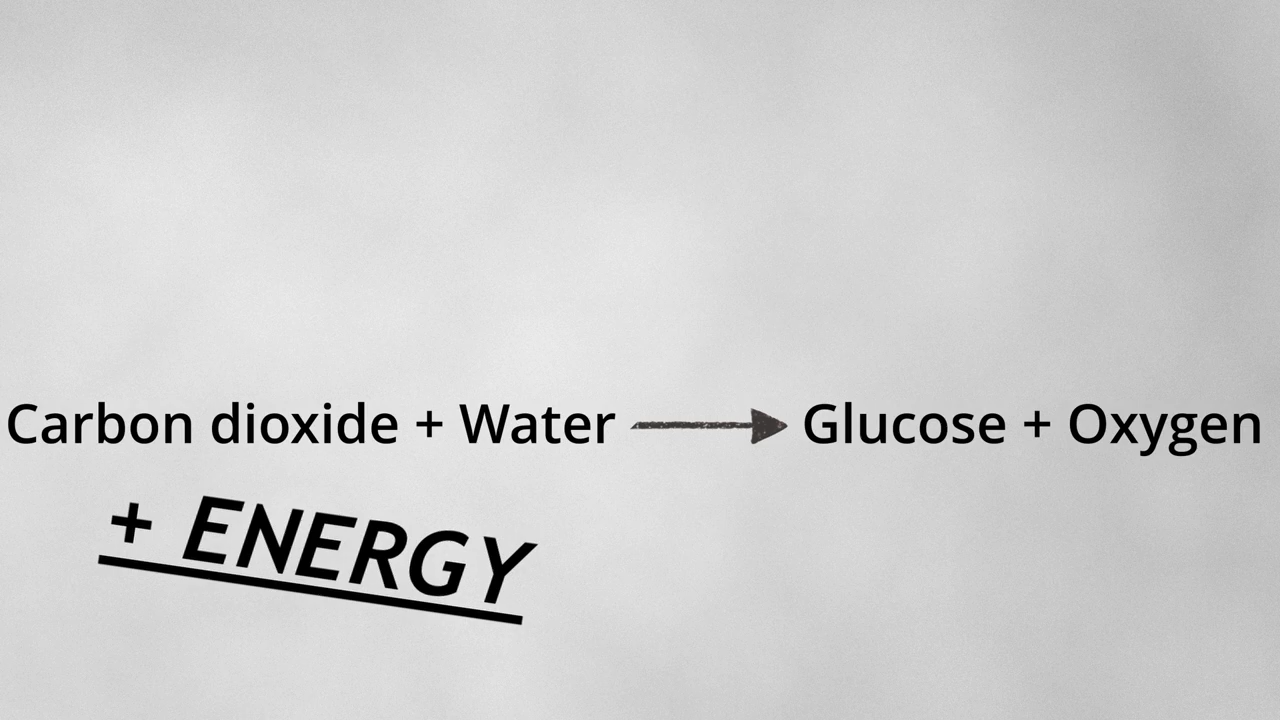 Carbon dioxide + Water → Glucose + Oxygen
+ ENERGY